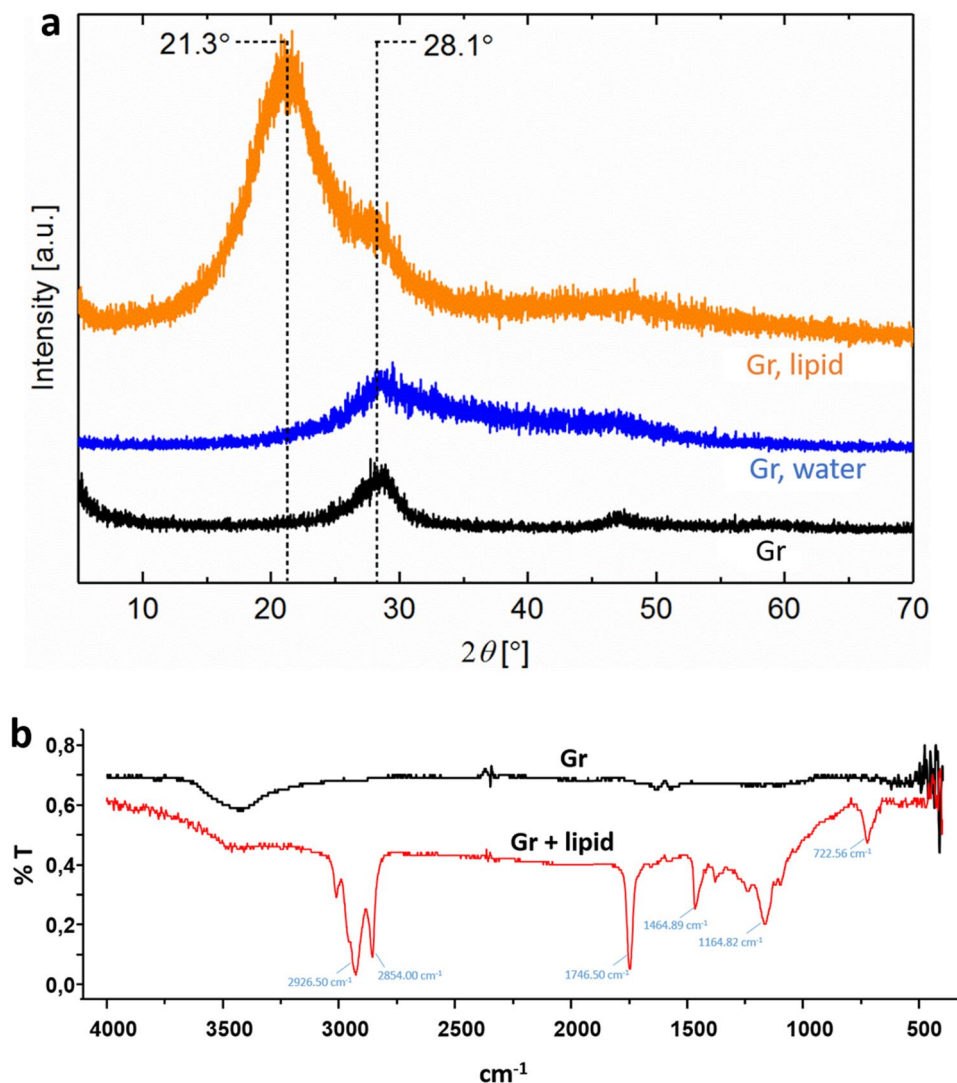 a
21.3° 28.1°
Intensity [a.u.]
Gr, lipid
Gr, water
Gr
10 20 30 40 50 60 70
2θ [°]
b
% T
0,8
0,6
0,4
0,2
0,0
Gr
Gr + lipid
722.56 cm-1
1464.89 cm-1
1164.82 cm-1
2926.50 cm-1
2854.00 cm-1
1746.50 cm-1
4000 3500 3000 2500 2000 1500 1000 500
cm-1